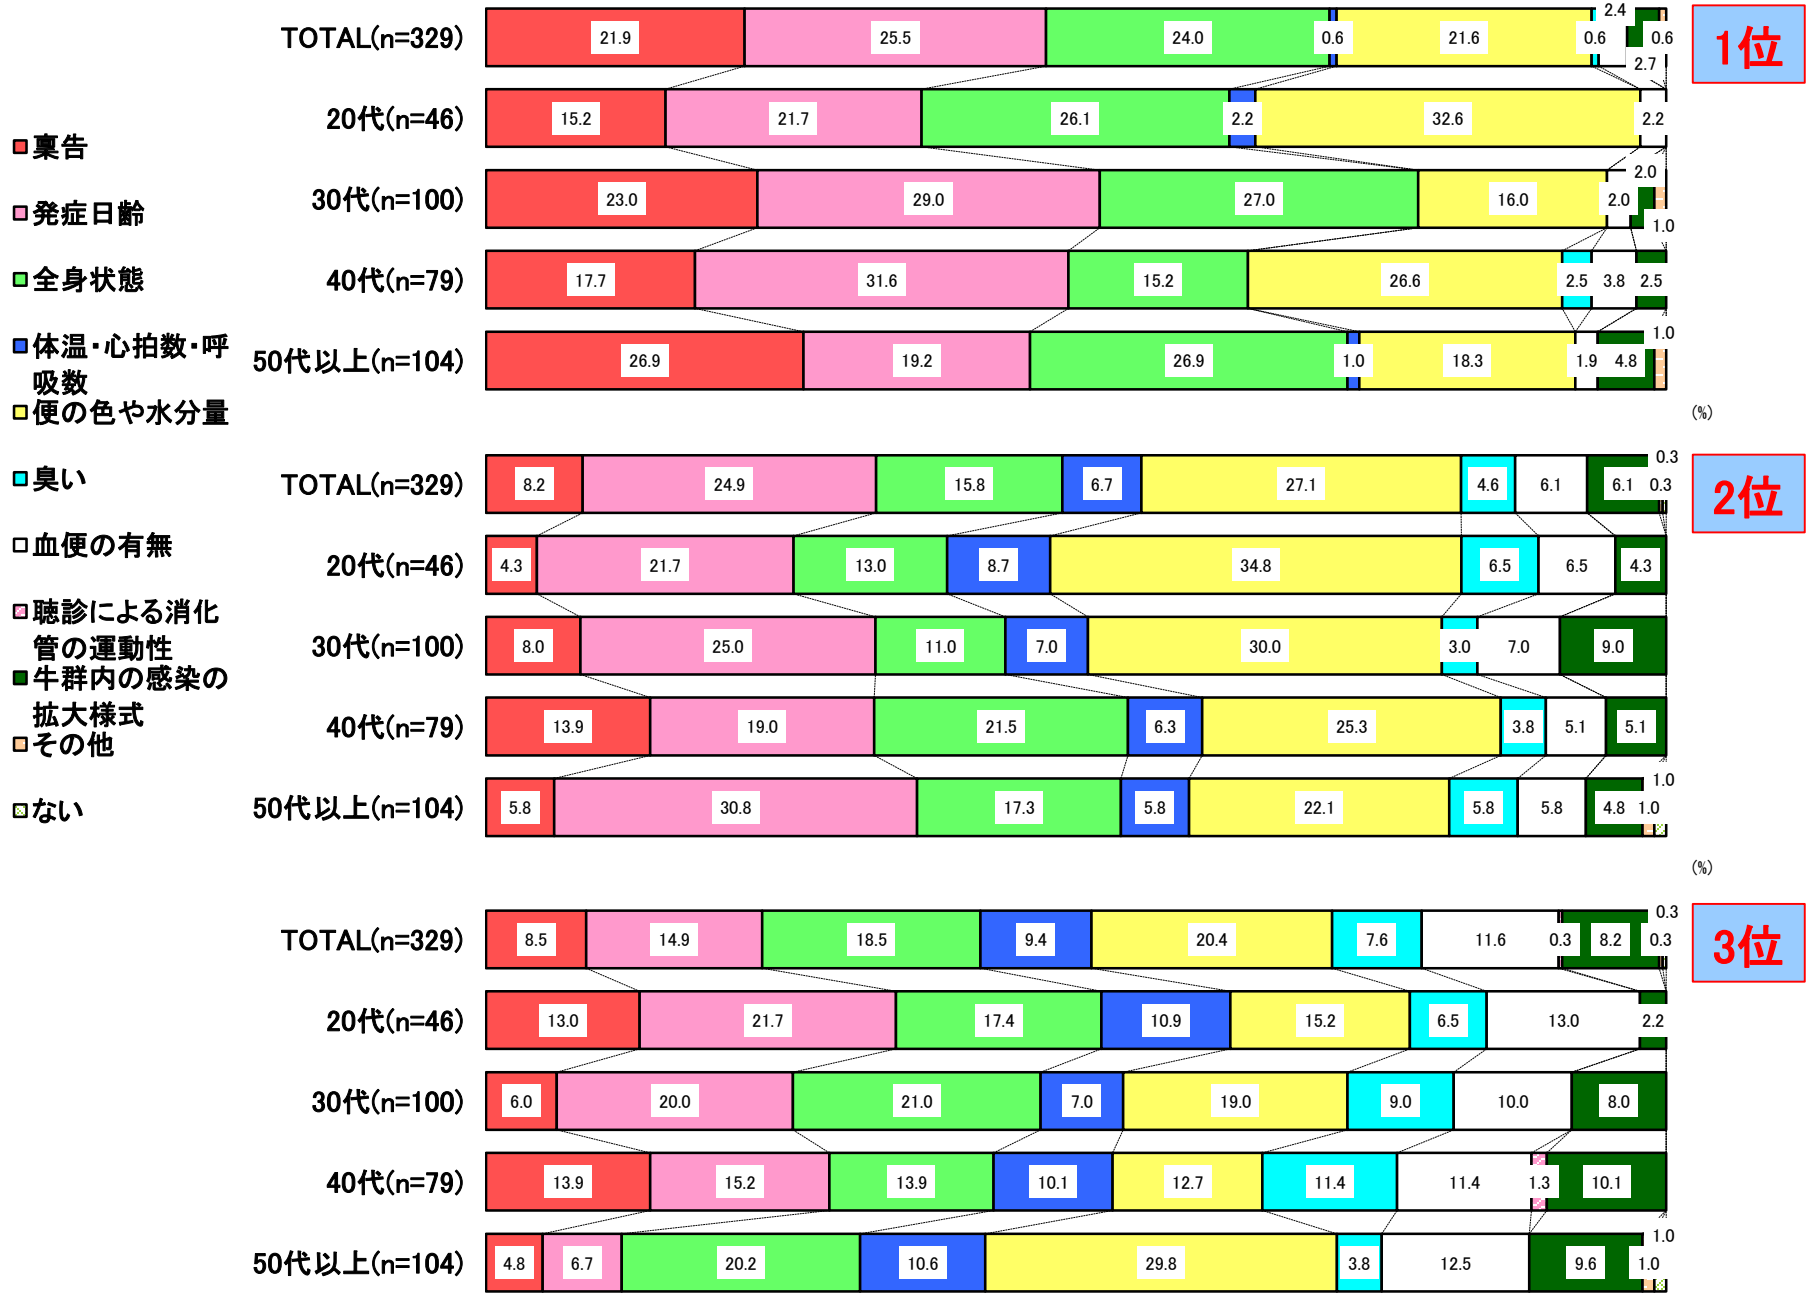 稟告
発症日齢
全身状態
体温・心拍数・呼
吸数
便の色や水分量
臭い
血便の有無
聴診による消化
管の運動性
牛群内の感染の
拡大様式
その他
ない
1位
TOTAL(n=329) 21.9 25.5 24.0 0.6 21.6 0.6 2.7 2.4 0.6
20代(n=46) 15.2 21.7 26.1 2.2 32.6 2.2
30代(n=100) 23.0 29.0 27.0 16.0 2.0 2.0 1.0
40代(n=79) 17.7 31.6 15.2 26.6 2.5 3.8 2.5
50代以上(n=104) 26.9 19.2 26.9 1.0 18.3 1.9 4.8 1.0
(%)
2位
TOTAL(n=329) 8.2 24.9 15.8 6.7 27.1 4.6 6.1 6.1 0.3 0.3
20代(n=46) 4.3 21.7 13.0 8.7 34.8 6.5 6.5 4.3
30代(n=100) 8.0 25.0 11.0 7.0 30.0 3.0 7.0 9.0
40代(n=79) 13.9 19.0 21.5 6.3 25.3 3.8 5.1 5.1
50代以上(n=104) 5.8 30.8 17.3 5.8 22.1 5.8 5.8 4.8 1.0 1.0
(%)
3位
TOTAL(n=329) 8.5 14.9 18.5 9.4 20.4 7.6 11.6 0.3 8.2 0.3 0.3
20代(n=46) 13.0 21.7 17.4 10.9 15.2 6.5 13.0 2.2
30代(n=100) 6.0 20.0 21.0 7.0 19.0 9.0 10.0 8.0
40代(n=79) 13.9 15.2 13.9 10.1 12.7 11.4 11.4 1.3 10.1
50代以上(n=104) 4.8 6.7 20.2 10.6 29.8 3.8 12.5 9.6 1.0 1.0